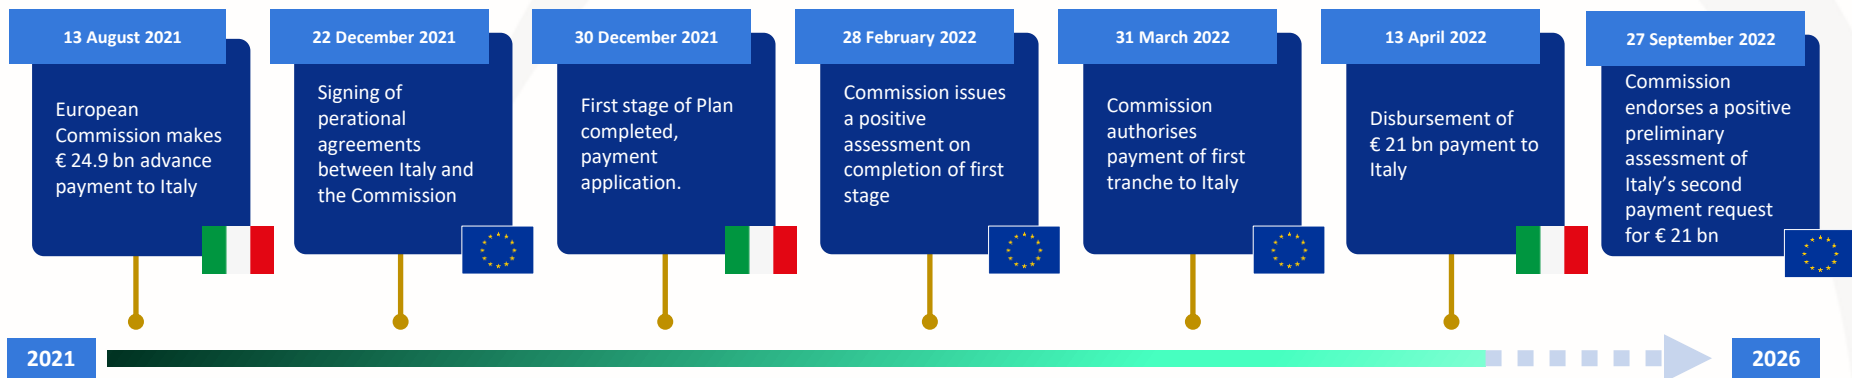 13 August 2021
European
Commission makes
€ 24.9 bn advance
payment to Italy
22 December 2021
Signing of
perational
agreements
between Italy and
the Commission
30 December 2021
First stage of Plan
completed,
payment
application.
28 February 2022
Commission issues
a positive
assessment on
completion of first
stage
31 March 2022
Commission
authorises
payment of first
tranche to Italy
13 April 2022
Disbursement of
€ 21 bn payment to
Italy
27 September 2022
Commission
endorses a positive
preliminary
assessment of
Italy’s second
payment request
for € 21 bn
2021
2026